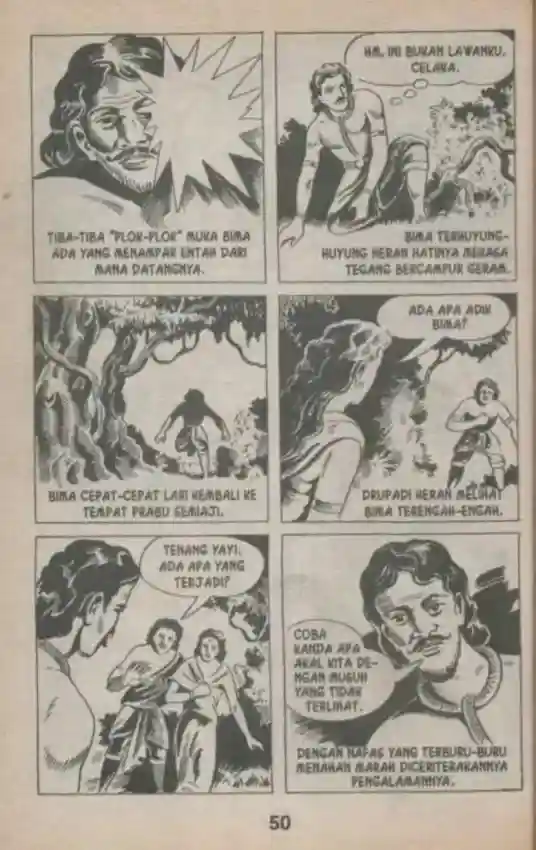 TIBA-TIBA "PLOK-PLOK" MUKA BIMA
ADA YANG MENAMPAR ENTAH DARI
MANA DATANGNYA.
HM, INI BUKAN LAWANKU,
CELAKA.
BIMA TERHUYUNG-
HUYUNG HERAN HATINYA MERASA
TEGANG BERCAMPUR GERAM.
BIMA CEPAT-CEPAT LARI KEMBALI KE
TEMPAT PRABU SEMIAJI.
ADA APA ADIK
BIMA?
DRUPADI HERAN MELIHAT
BIMA TERENGAH-ENGAH.
TENANG YAYI,
ADA APA YANG
TERJADI?
COBA
KANDA APA
AKAL KITA DE-
NGAN MUSUH
YANG TIDAK
TERLIHAT.
DENGAN NAFAS YANG TERBURU-BURU
MENAHAN MARAH DICERITERAKANNYA
PENGALAMANNYA.
50